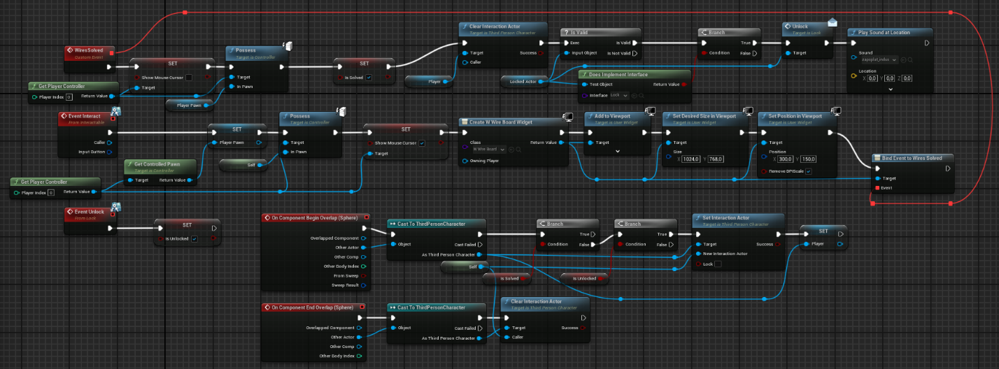 WiresSolved
Custom Event
Get Player Controller
Player Index 0
Return Value
SET
Show Mouse Cursor
Target
Player Pawn
Possess
Target is Controller
Target
In Pawn
SET
Is Solved
Clear Interaction Actor
Target is Third Person Character
Target
Success
Caller
Player
Is Valid
Exec
Is Valid
Input Object
Is Not Valid
Locked Actor
Does Implement Interface
Test Object
Return Value
Interface
Lock
Branch
True
Condition
False
Unlock
Target is Lock
Target
Play Sound at Location
Sound
Location
X 0,0 Y 0,0 Z 0,0
Event Interact
From Interactable
Caller
Input Button
Get Player Controller
Player Index 0
Return Value
Get Controlled Pawn
Target is Controller
Target
Return Value
SET
Player Pawn
Self
Possess
Target is Controller
Target
In Pawn
SET
Show Mouse Cursor
Target
Create W Wire Board Widget
Class
Return Value
W Wire Board
Owning Player
Add to Viewport
Target is User Widget
Target
Set Desired Size in Viewport
Target is User Widget
Target
Size
X 1024,0 Y 768,0
Set Position in Viewport
Target is User Widget
Target
Position
X 300,0 Y 150,0
Remove DPIScale
Bind Event to Wires Solved
Target
Event
Event Unlock
From Lock
SET
Is Unlocked
On Component Begin Overlap (Sphere)
Overlapped Component
Other Actor
Other Comp
Other Body Index
From Sweep
Sweep Result
Cast To ThirdPersonCharacter
Cast Failed
Object
As Third Person Character
Self
Is Solved
Branch
True
Condition
False
Is Unlocked
Branch
True
Condition
False
Set Interaction Actor
Target is Third Person Character
Target
Success
New Interaction Actor
Lock
SET
Player
On Component End Overlap (Sphere)
Overlapped Component
Other Actor
Other Comp
Other Body Index
Cast To ThirdPersonCharacter
Cast Failed
Object
As Third Person Character
Clear Interaction Actor
Target is Third Person Character
Target
Success
Caller